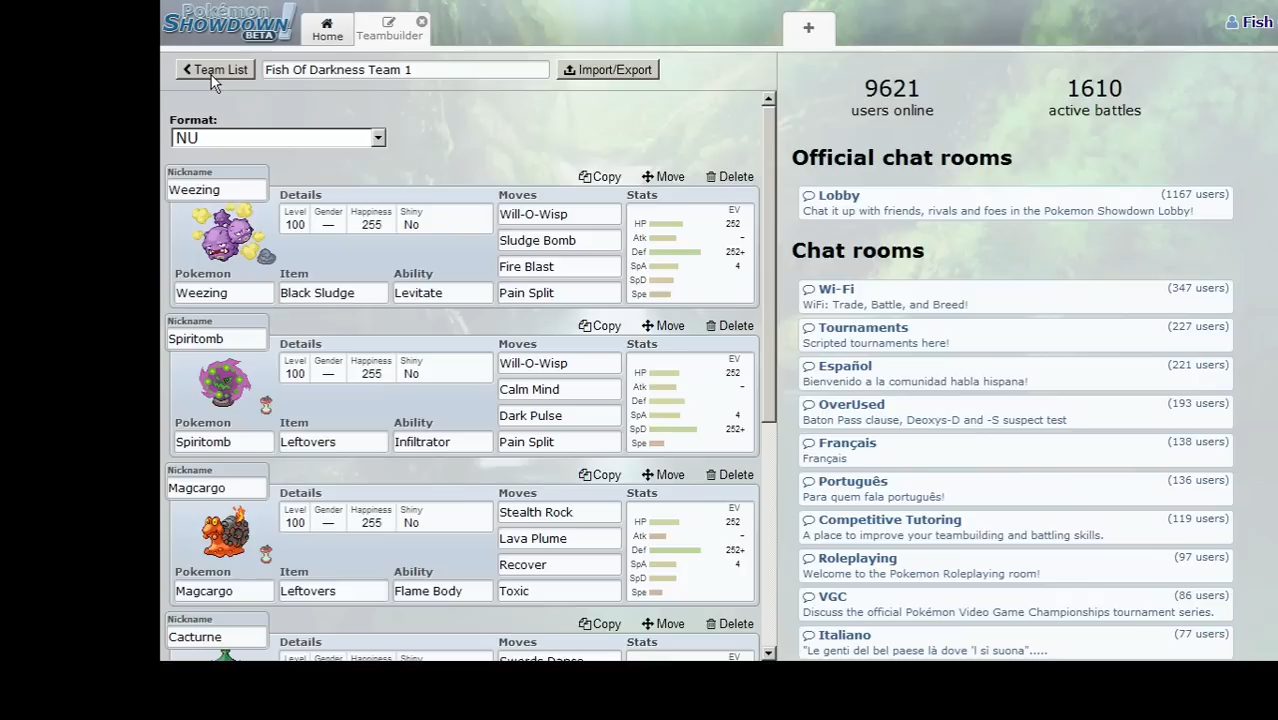 Pokémon
SHOWDOWN!
BETA
Home
Teambuilder
+
Fish
Team List
Fish Of Darkness Team 1
Import/Export
9621
users online
1610
active battles
Format:
NU
Official chat rooms
Lobby (1167 users)
Chat it up with friends, rivals and foes in the Pokemon Showdown Lobby!
Chat rooms
Wi-Fi (347 users)
WiFi: Trade, Battle, and Breed!
Tournaments (227 users)
Scripted tournaments here!
Español (221 users)
Bienvenido a la comunidad habla hispana!
OverUsed (193 users)
Baton Pass clause, Deoxys-D and -S suspect test
Français (138 users)
Français
Português (136 users)
Para quem fala português!
Competitive Tutoring (119 users)
A place to improve your teambuilding and battling skills.
Roleplaying (97 users)
Welcome to the Pokemon Roleplaying room!
VGC (86 users)
Discuss the official Pokémon Video Game Championships tournament series.
Italiano (77 users)
"Le genti del bel paese là dove 'l sì suona".....
Copy Move Delete
Nickname
Weezing
Details Moves Stats
Level Gender Happiness Shiny
100 — 255 No
Will-O-Wisp
Sludge Bomb
Fire Blast
Pain Split
EV
HP 252
Atk -
Def 252+
SpA 4
SpD
Spe
Pokemon Item Ability
Weezing Black Sludge Levitate
Copy Move Delete
Nickname
Spiritomb
Details Moves Stats
Level Gender Happiness Shiny
100 — 255 No
Will-O-Wisp
Calm Mind
Dark Pulse
Pain Split
EV
HP 252
Atk -
Def
SpA 4
SpD 252+
Spe
Pokemon Item Ability
Spiritomb Leftovers Infiltrator
Copy Move Delete
Nickname
Magcargo
Details Moves Stats
Level Gender Happiness Shiny
100 — 255 No
Stealth Rock
Lava Plume
Recover
Toxic
EV
HP 252
Atk -
Def 252+
SpA 4
SpD
Spe
Pokemon Item Ability
Magcargo Leftovers Flame Body
Copy Move Delete
Nickname
Cacturne
Details Moves Stats
Level Gender Happiness Shiny
Swords Dance
EV